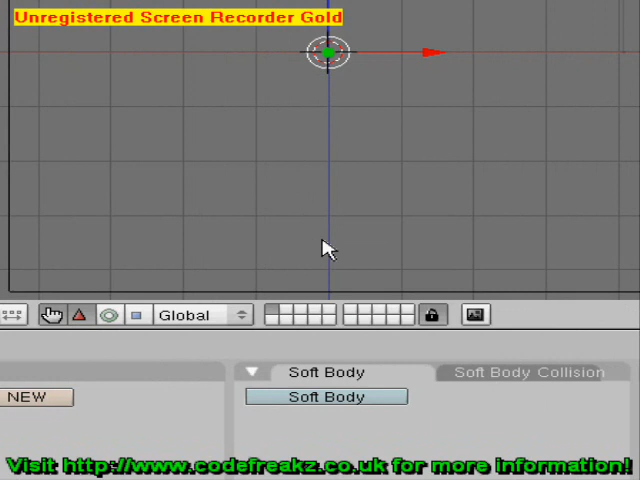 Unregistered Screen Recorder Gold
Global
Soft Body
Soft Body Collision
NEW
Soft Body
Visit http://www.codefreakz.co.uk for more information!